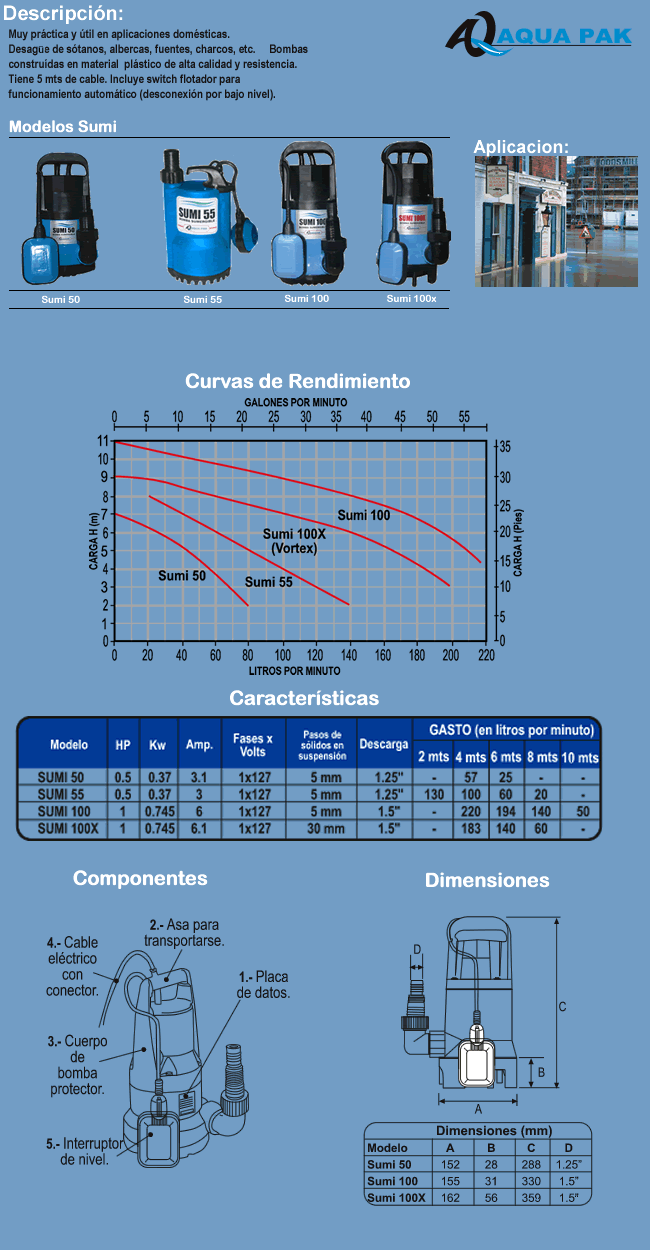 Descripción:
Muy práctica y útil en aplicaciones domésticas.
Desagüe de sótanos, albercas, fuentes, charcos, etc. Bombas
construidas en material plástico de alta calidad y resistencia.
Tiene 5 mts de cable. Incluye switch flotador para
funcionamiento automático (desconexión por bajo nivel).
AQUA PAK
Modelos Sumi
Aplicacion:
SUMI 50
SUMI 55
SUMI 100
SUMI 100X
Sumi 50 Sumi 55 Sumi 100 Sumi 100x
Curvas de Rendimiento
GALONES POR MINUTO
0 5 10 15 20 25 30 35 40 45 50 55
CARGA H (m)
11
10
9
8
7
6
5
4
3
2
1
0
35
30
25
20
15
10
5
0
CARGA H (Pies)
Sumi 100
Sumi 100X
(Vortex)
Sumi 50
Sumi 55
0 20 40 60 80 100 120 140 160 180 200 220
LITROS POR MINUTO
Características
Modelo HP Kw Amp. Fases x Volts Pasos de sólidos en suspensión Descarga GASTO (en litros por minuto)
2 mts 4 mts 6 mts 8 mts 10 mts
SUMI 50 0.5 0.37 3.1 1x127 5 mm 1.25" - 57 25 - -
SUMI 55 0.5 0.37 3 1x127 5 mm 1.25" 130 100 60 20 -
SUMI 100 1 0.745 6 1x127 5 mm 1.5" - 220 194 140 50
SUMI 100X 1 0.745 6.1 1x127 30 mm 1.5" - 183 140 60 -
Componentes
2.- Asa para
transportarse.
4.- Cable
eléctrico
con
conector.
1.- Placa
de datos.
3.- Cuerpo
de
bomba
protector.
5.- Interruptor
de nivel.
Dimensiones
D
C
B
A
Dimensiones (mm)
Modelo A B C D
Sumi 50 152 28 288 1.25"
Sumi 100 155 31 330 1.5"
Sumi 100X 162 56 359 1.5"